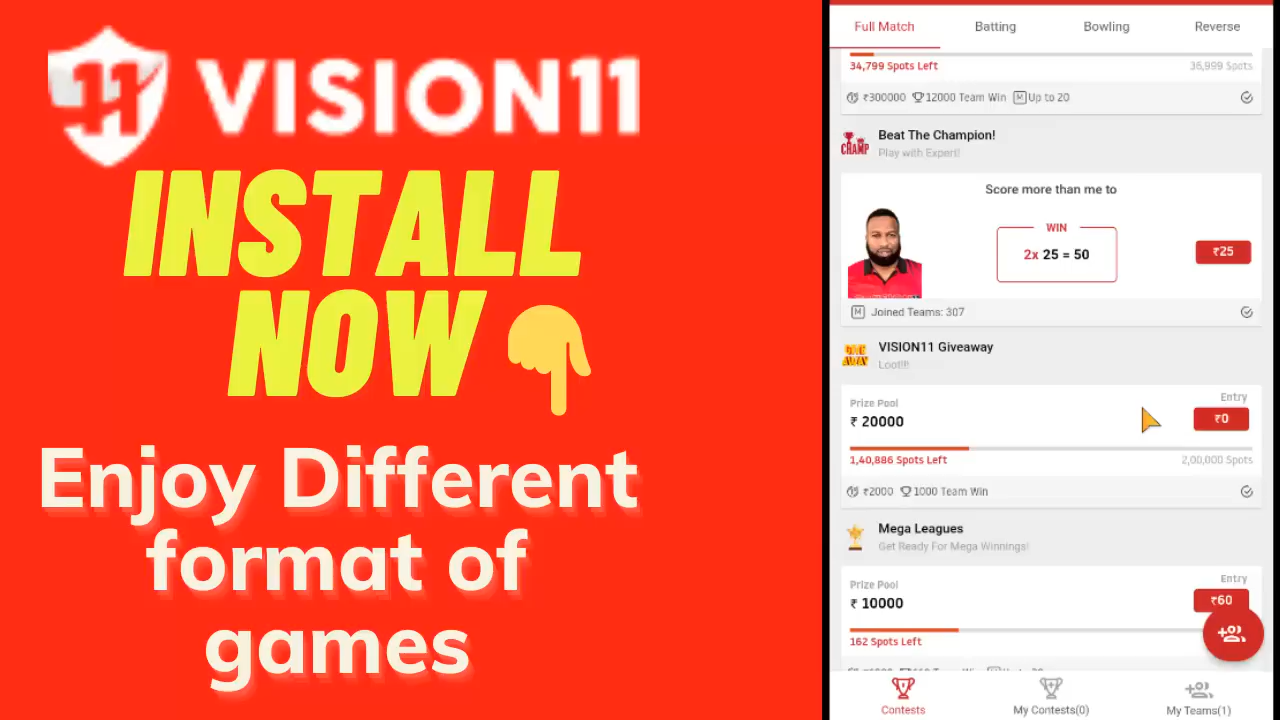 VISION11
INSTALL
NOW
Enjoy Different
format of
games
Full Match Batting Bowling Reverse
34,799 Spots Left 36,999 Spots
₹300000 12000 Team Win M Up to 20
CHAMP
Beat The Champion!
Play with Expert!
Score more than me to
WIN
2x 25 = 50
₹25
M Joined Teams: 307
GIVE AWAY
VISION11 Giveaway
Loot!!!
Prize Pool Entry
₹ 20000 ₹0
1,40,886 Spots Left 2,00,000 Spots
₹2000 1000 Team Win
Mega Leagues
Get Ready For Mega Winnings!
Prize Pool Entry
₹ 10000 ₹60
162 Spots Left
Contests My Contests(0) My Teams(1)